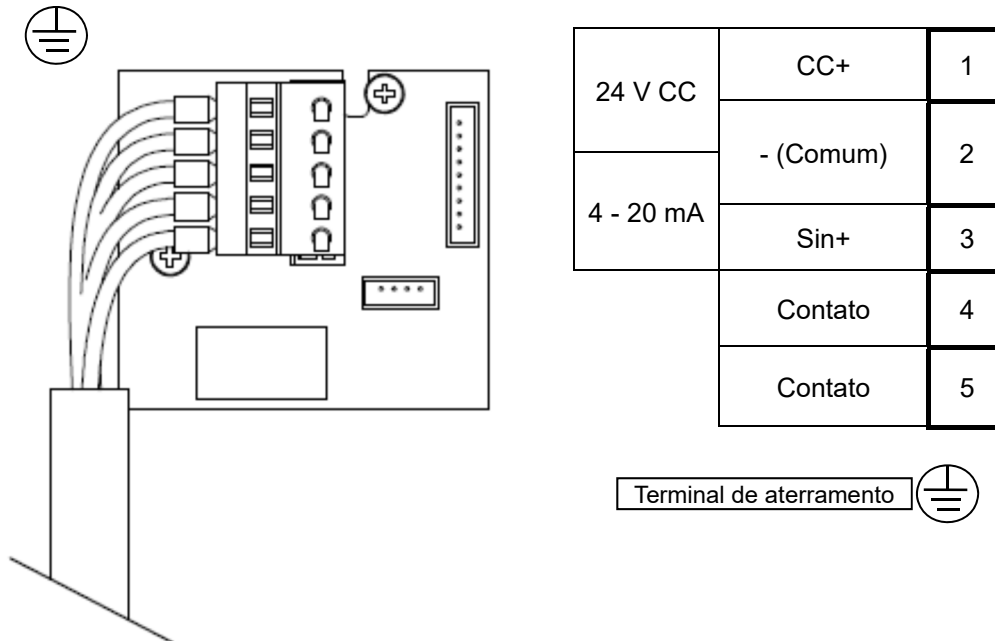 24 V CC
CC+
1
- (Comum)
2
4 - 20 mA
Sin+
3
Contato
4
Contato
5
Terminal de aterramento